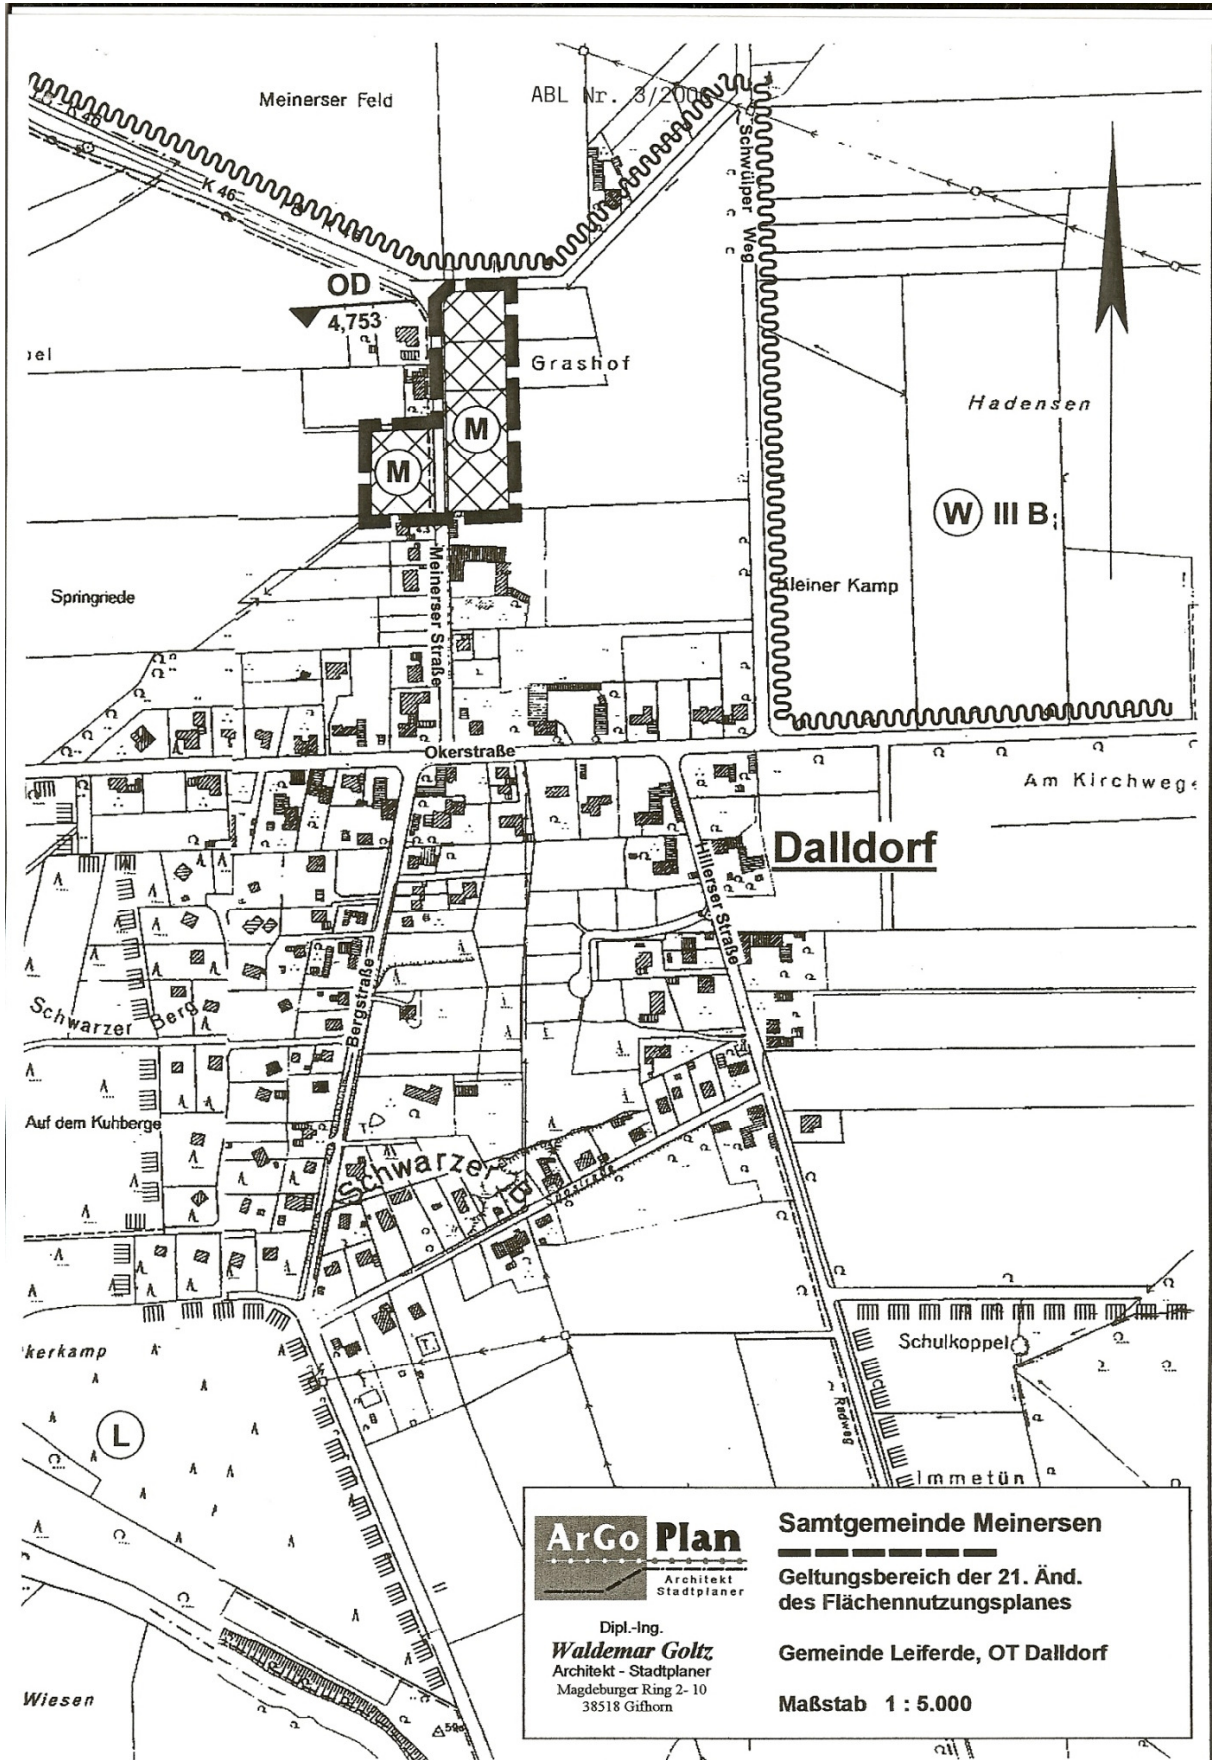 Meinerser Feld
ABL Nr. 3/200
K 46
K 46
Schwülper Weg
OD
4,753
Grashof
Hadensen
M
M
W III B
Springriede
Meinerser Straße
Kleiner Kamp
Okerstraße
Am Kirchweg
Dalldorf
Hillerser Straße
Schwarzer Berg
Bergstraße
Auf dem Kuhberge
Schwarzer B
kerkamp
L
Schulkoppel
Radweg
Immetün
Wiesen
ArGo Plan
Architekt
Stadtplaner
Dipl.-Ing.
Waldemar Goltz
Architekt - Stadtplaner
Magdeburger Ring 2- 10
38518 Gifhorn
Samtgemeinde Meinersen
Geltungsbereich der 21. Änd.
des Flächennutzungsplanes
Gemeinde Leiferde, OT Dalldorf
Maßstab 1 : 5.000